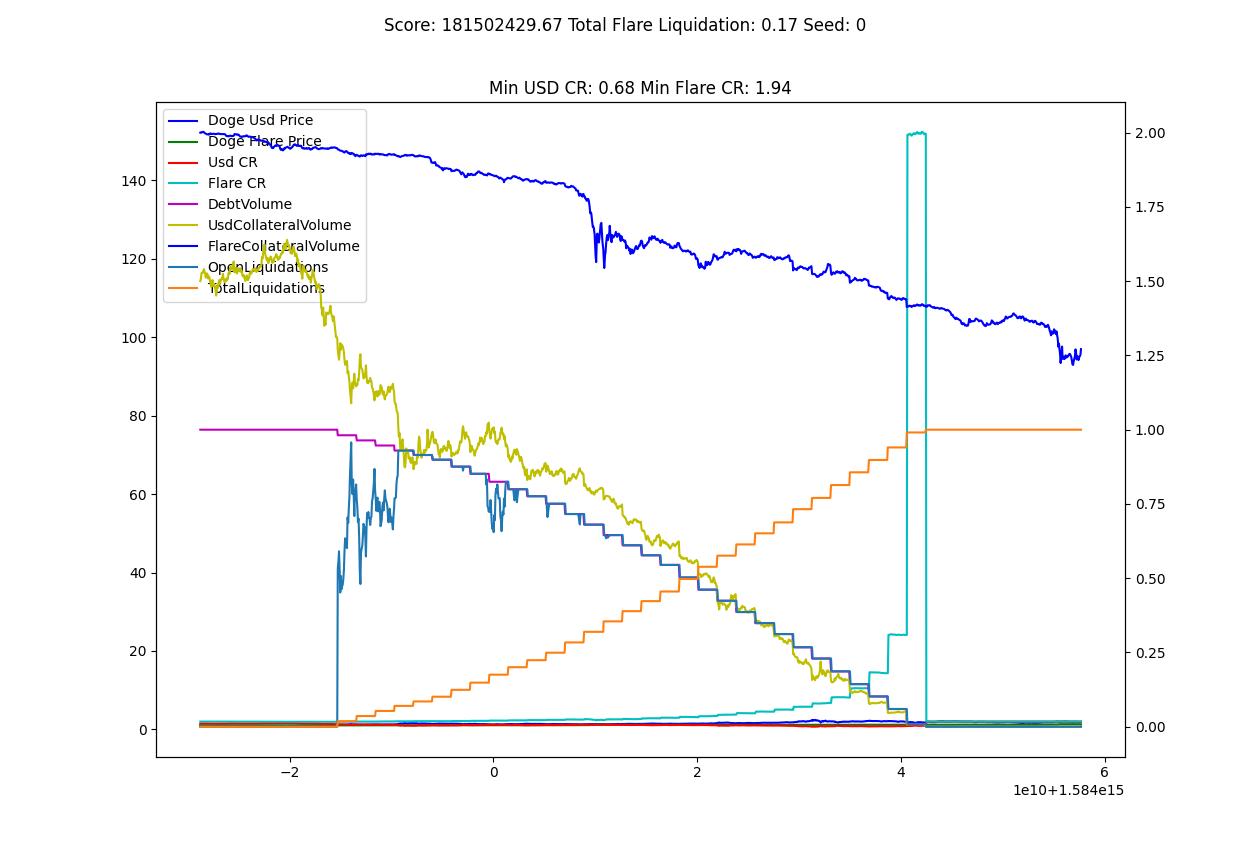 Score: 181502429.67 Total Flare Liquidation: 0.17 Seed: 0
Min USD CR: 0.68 Min Flare CR: 1.94
Doge Usd Price
Doge Flare Price
Usd CR
Flare CR
DebtVolume
UsdCollateralVolume
FlareCollateralVolume
OpenLiquidations
TotalLiquidations
140
120
100
80
60
40
20
0
2.00
1.75
1.50
1.25
1.00
0.75
0.50
0.25
0.00
−2
0
2
4
6
1e10+1.584e15